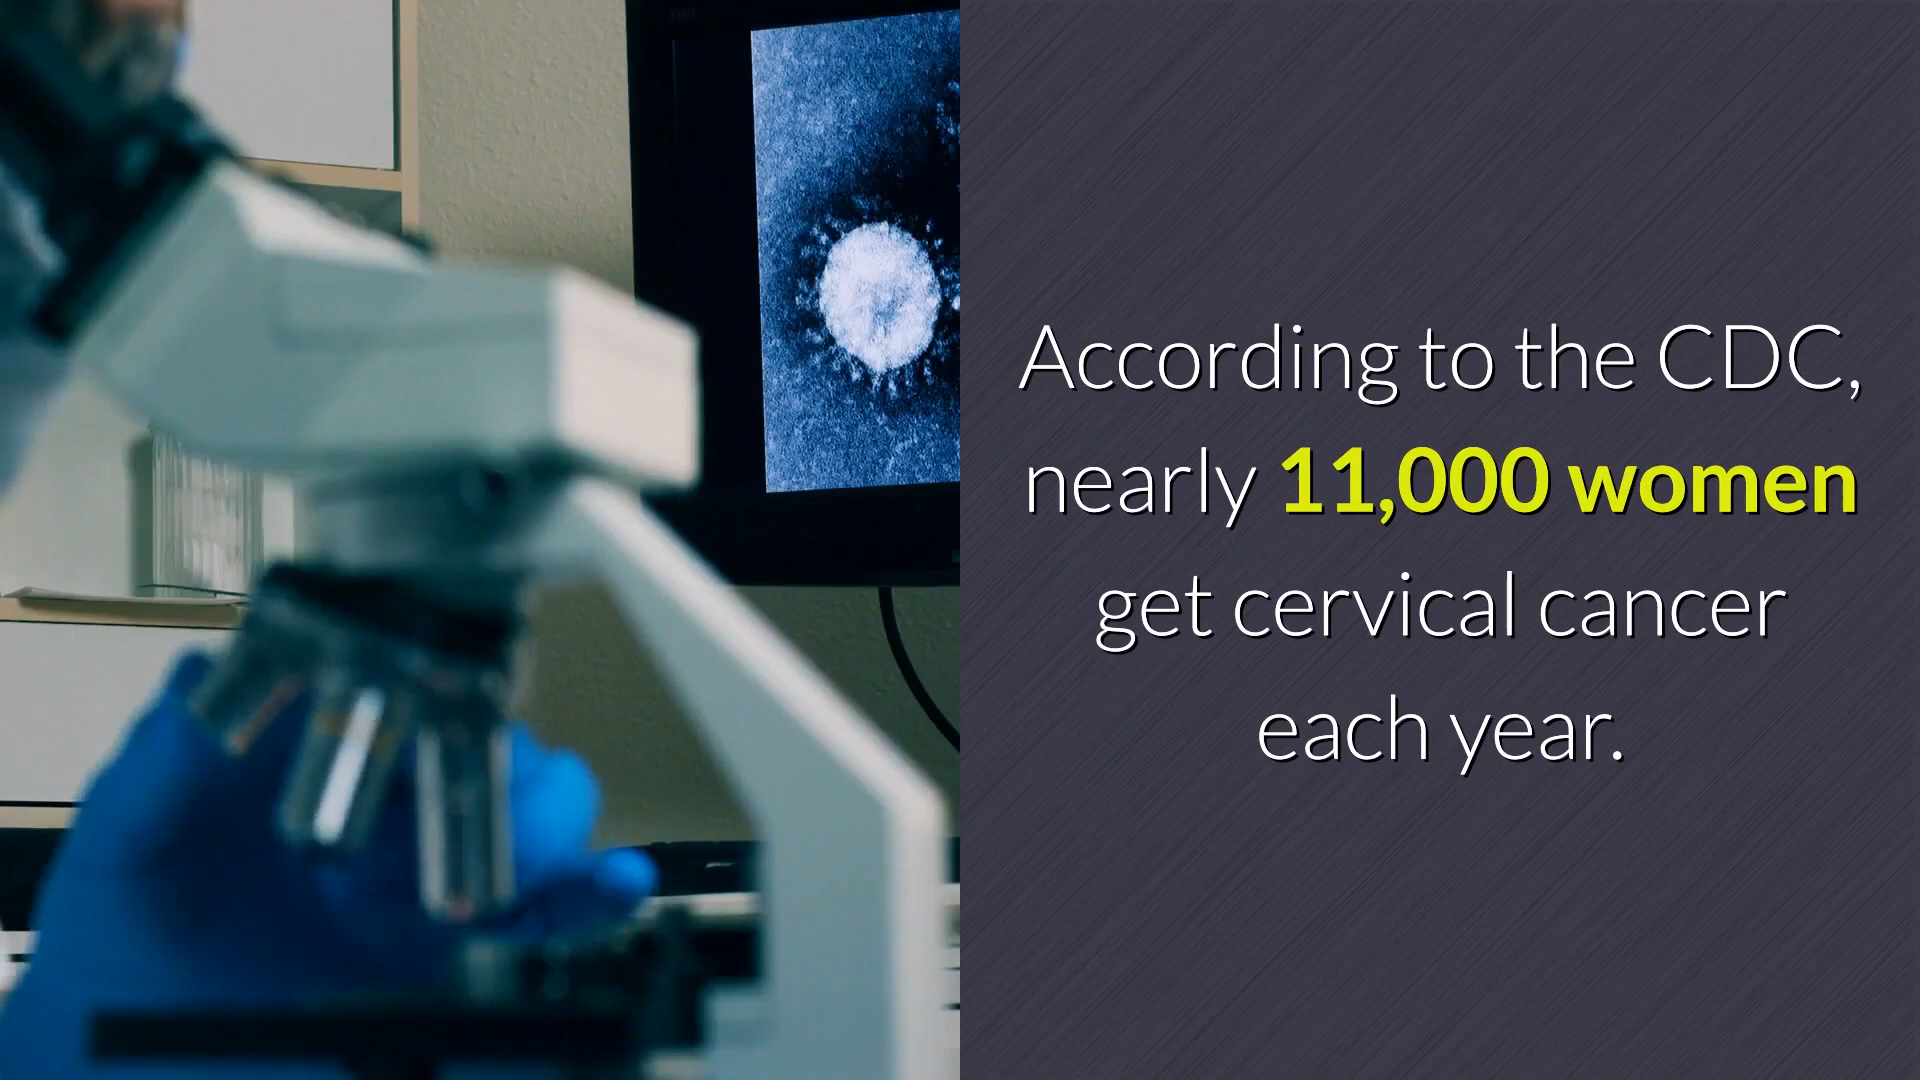 According to the CDC,
nearly 11,000 women
get cervical cancer
each year.